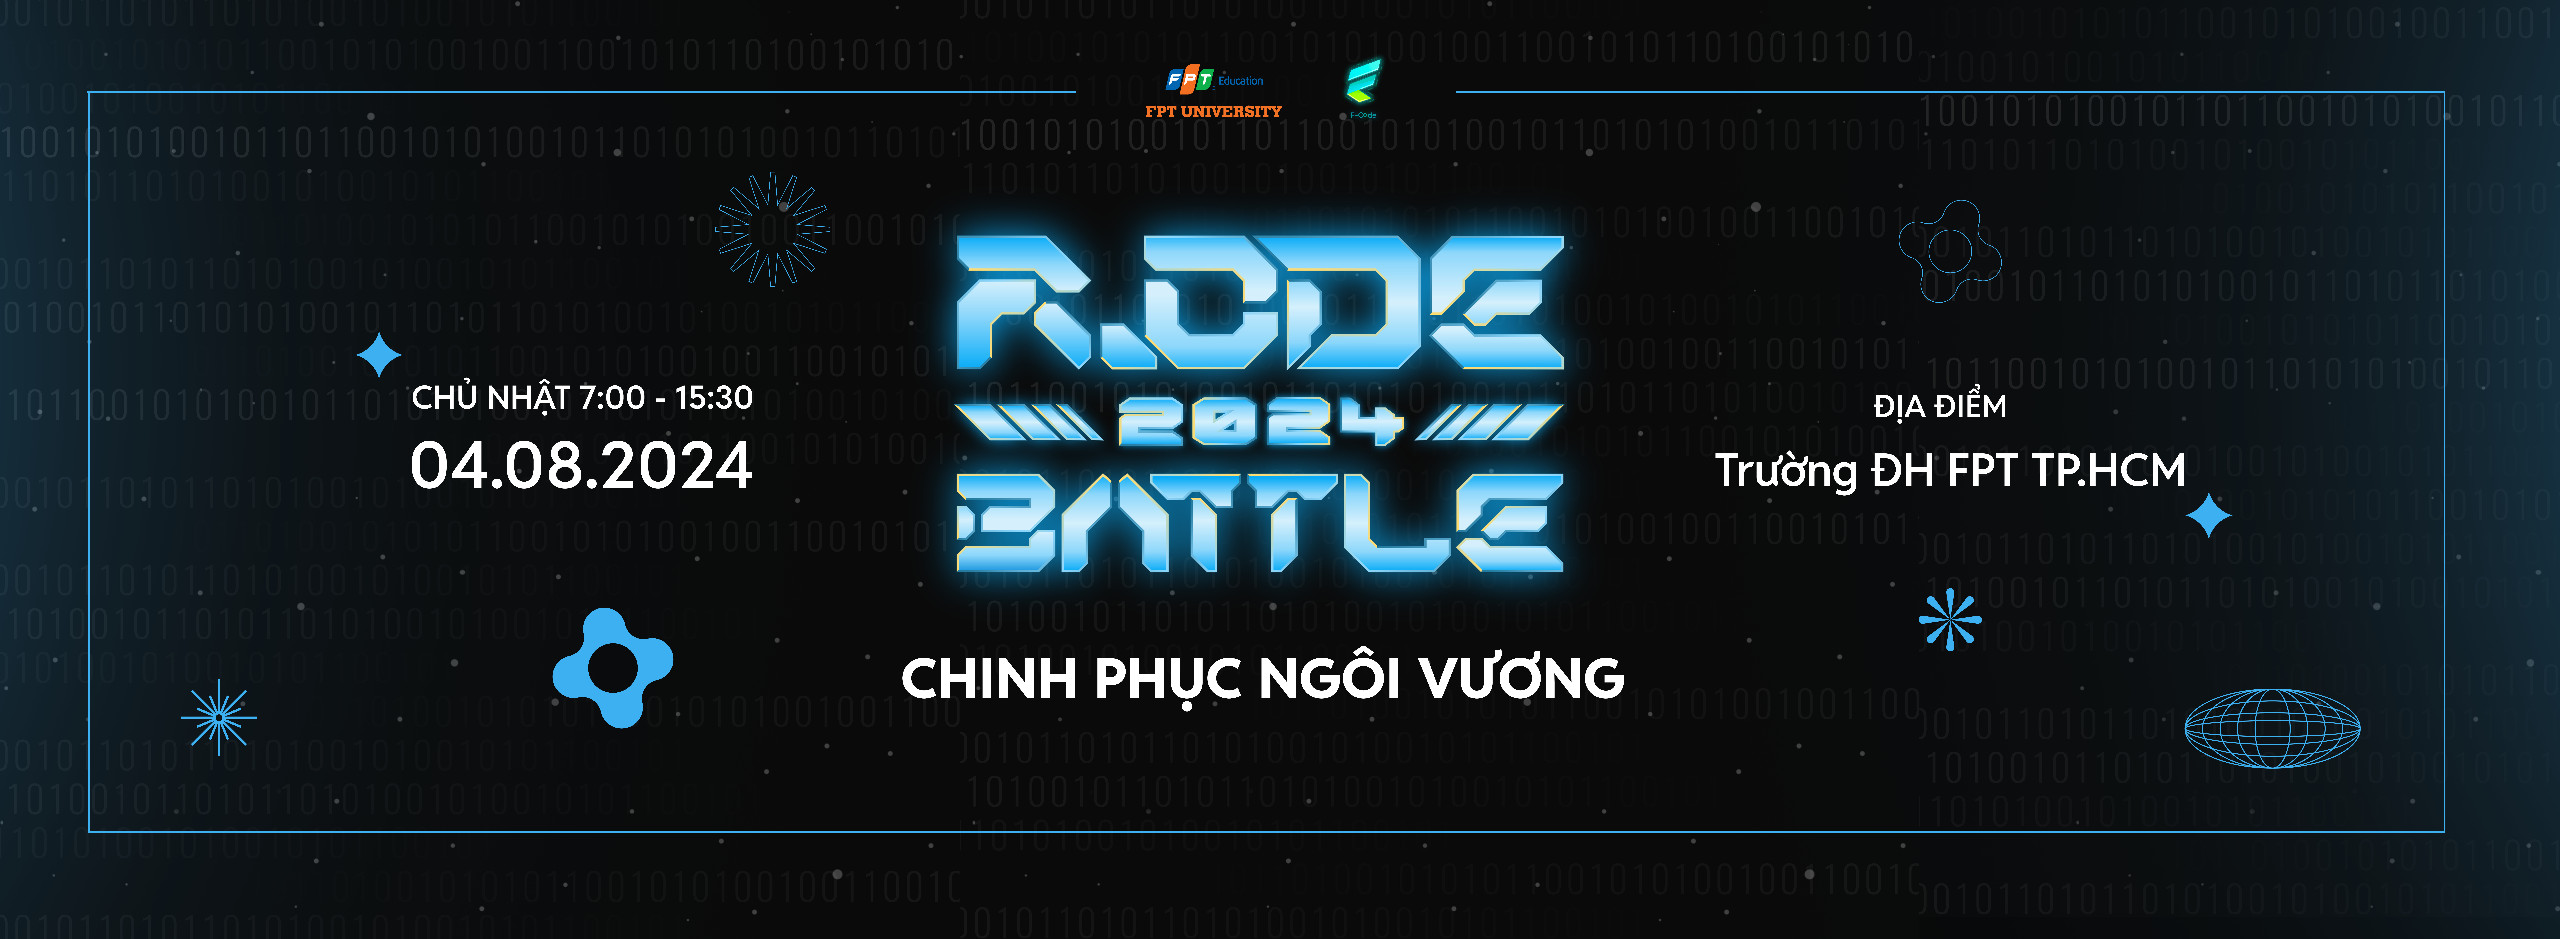 FPT Education
FPT UNIVERSITY
F-Code
R.ODE
2024
BATTLE
CHỦ NHẬT 7:00 - 15:30
04.08.2024
ĐỊA ĐIỂM
Trường ĐH FPT TP.HCM
CHINH PHỤC NGÔI VƯƠNG